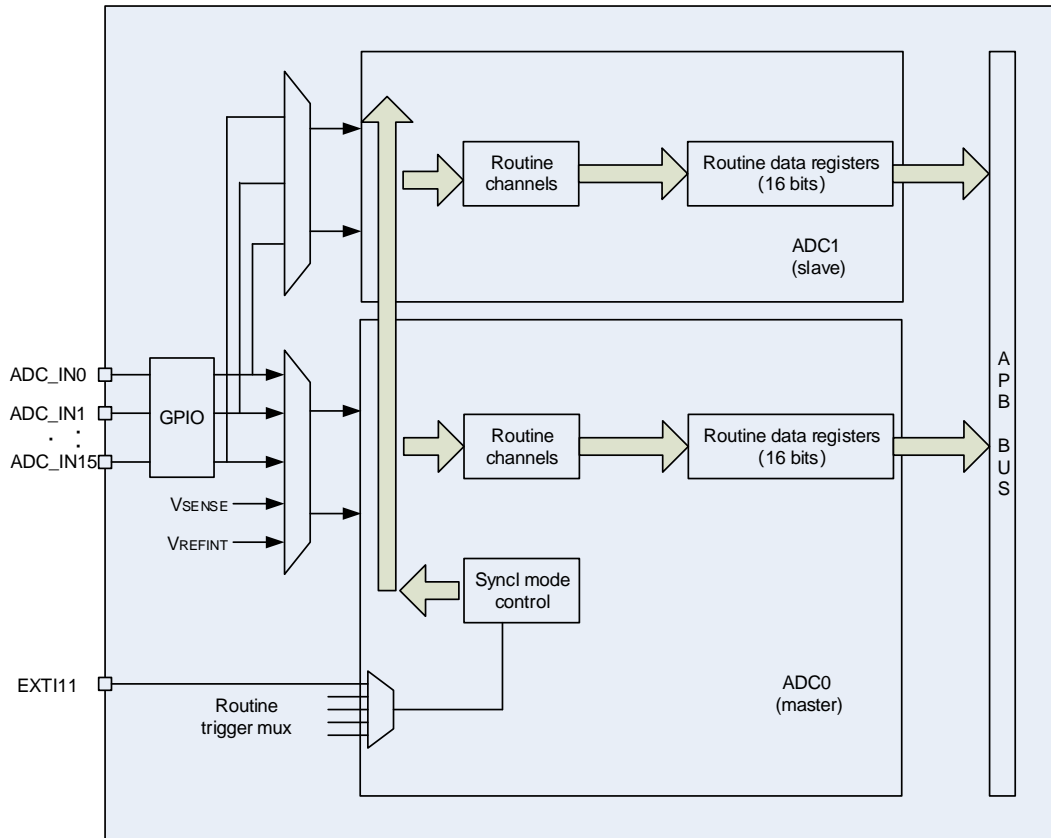 Routine
channels
Routine data registers
(16 bits)
ADC1
(slave)
ADC_IN0
ADC_IN1
. .
.
.
ADC_IN15
GPIO
VSENSE
VREFINT
Routine
channels
Routine data registers
(16 bits)
A
P
B
B
U
S
Syncl mode
control
EXTI11
Routine
trigger mux
ADC0
(master)